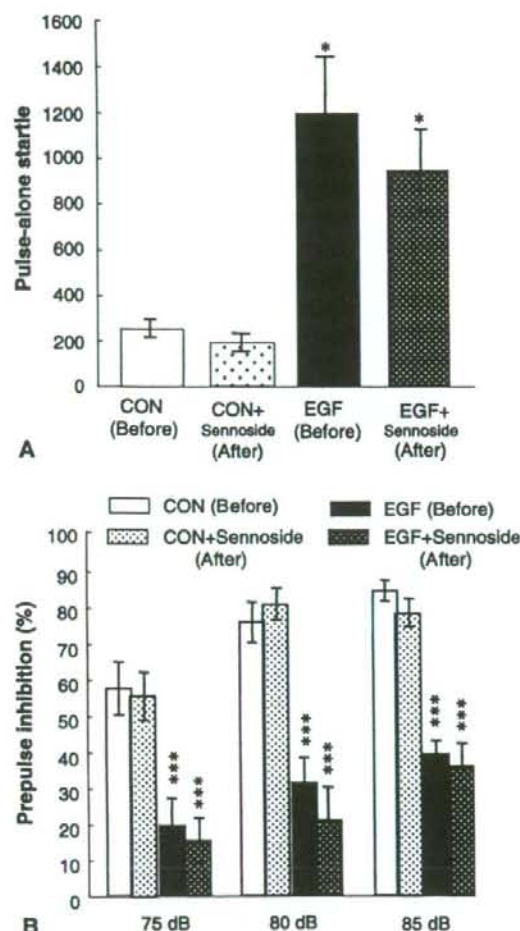 1600
1400
1200
1000
800
600
400
200
0
Pulse-alone startle
*
*
CON
(Before)
CON+
Sennoside
(After)
EGF
(Before)
EGF+
Sennoside
(After)
A
CON (Before)
EGF (Before)
CON+Sennoside
(After)
EGF+Sennoside
(After)
100
90
80
70
60
50
40
30
20
10
0
Prepulse inhibition (%)
***
***
***
***
***
***
75 dB
80 dB
85 dB
B